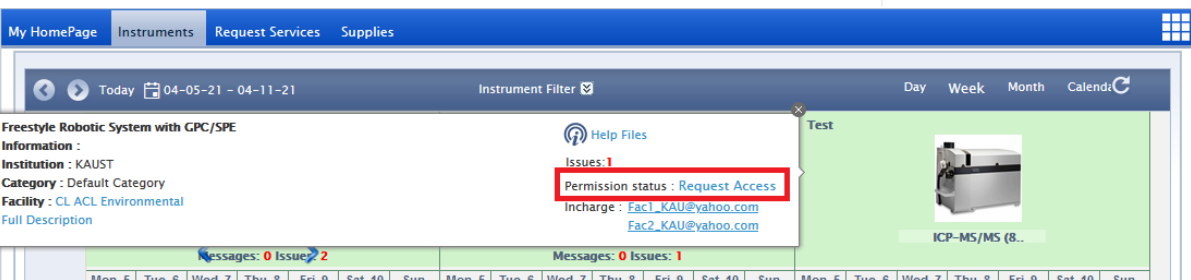 My HomePage Instruments Request Services Supplies
Today 04-05-21 - 04-11-21 Instrument Filter Day Week Month Calenda
Freestyle Robotic System with GPC/SPE
Information :
Institution : KAUST
Category : Default Category
Facility : CL ACL Environmental
Full Description
Help Files
Issues:1
Permission status : Request Access
Incharge : Fac1_KAU@yahoo.com
Fac2_KAU@yahoo.com
Test
ICP-MS/MS (8..
Messages: 0 Issues: 2 Messages: 0 Issues: 1
Mon, 5 Tue, 6 Wed, 7 Thu, 8 Fri, 9 Sat, 10 Sun, Mon, 5 Tue, 6 Wed, 7 Thu, 8 Fri, 9 Sat, 10 Sun, Mon, 5 Tue, 6 Wed, 7 Thu, 8 Fri, 9 Sat, 10 Sun,